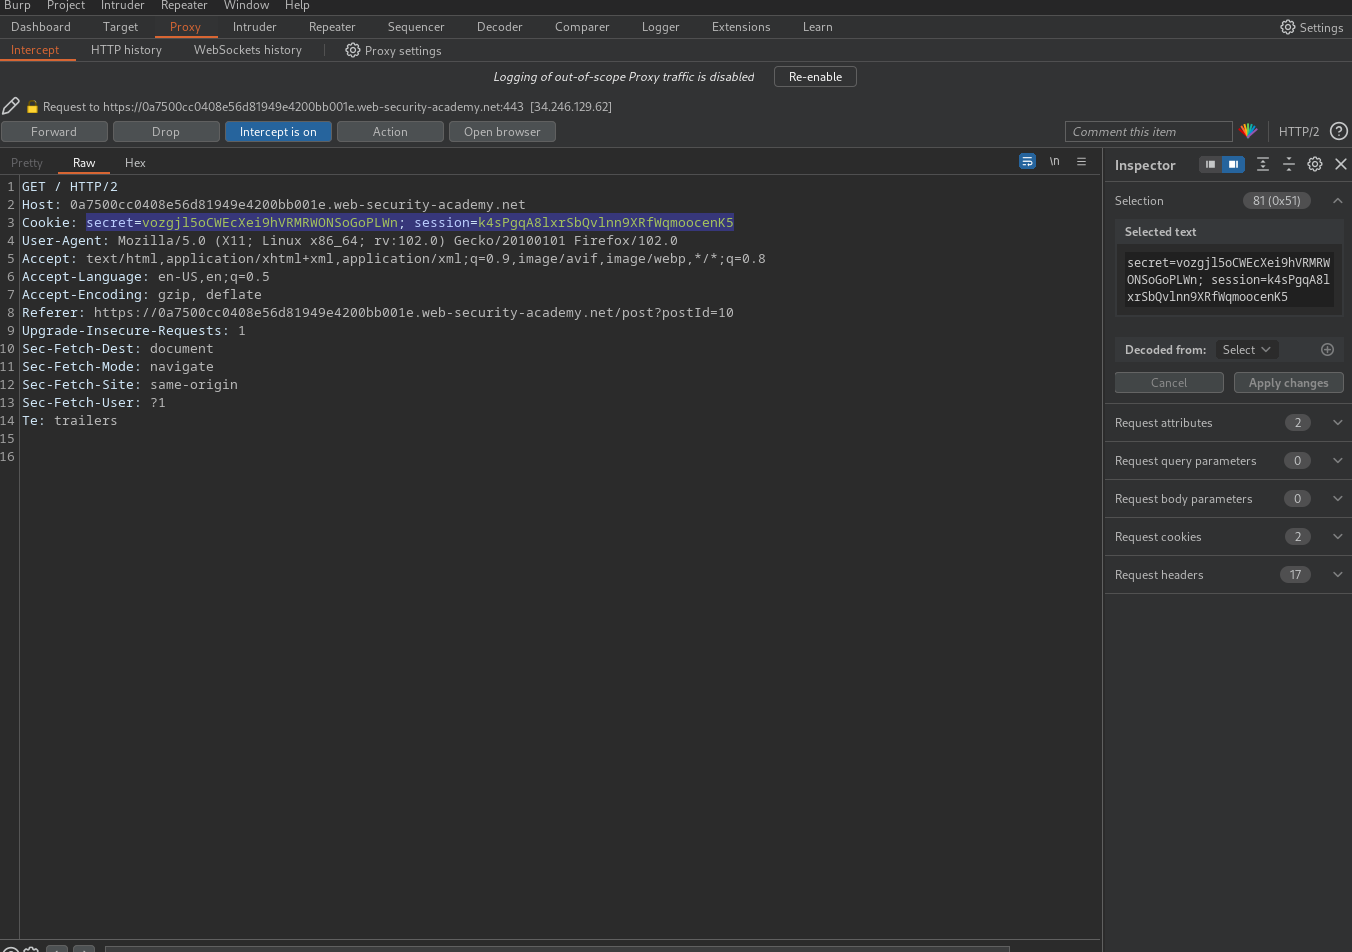 Burp Project Intruder Repeater Window Help
Dashboard Target Proxy Intruder Repeater Sequencer Decoder Comparer Logger Extensions Learn Settings
Intercept HTTP history WebSockets history Proxy settings
Logging of out-of-scope Proxy traffic is disabled Re-enable
Request to https://0a7500cc0408e56d81949e4200bb001e.web-security-academy.net:443 [34.246.129.62]
Forward Drop Intercept is on Action Open browser Comment this item HTTP/2 ?
Pretty Raw Hex \n
1 GET / HTTP/2
2 Host: 0a7500cc0408e56d81949e4200bb001e.web-security-academy.net
3 Cookie: secret=vozgjl5oCWEcXei9hVRMRWONSoGoPLWn; session=k4sPgqA8lxrSbQvlnn9XRfWqmoocenK5
4 User-Agent: Mozilla/5.0 (X11; Linux x86_64; rv:102.0) Gecko/20100101 Firefox/102.0
5 Accept: text/html,application/xhtml+xml,application/xml;q=0.9,image/avif,image/webp,*/*;q=0.8
6 Accept-Language: en-US,en;q=0.5
7 Accept-Encoding: gzip, deflate
8 Referer: https://0a7500cc0408e56d81949e4200bb001e.web-security-academy.net/post?postId=10
9 Upgrade-Insecure-Requests: 1
10 Sec-Fetch-Dest: document
11 Sec-Fetch-Mode: navigate
12 Sec-Fetch-Site: same-origin
13 Sec-Fetch-User: ?1
14 Te: trailers
15
16
Inspector
Selection 81 (0x51)
Selected text
secret=vozgjl5oCWEcXei9hVRMRW
ONSoGoPLWn; session=k4sPgqA8l
xrSbQvlnn9XRfWqmoocenK5
Decoded from: Select
Cancel Apply changes
Request attributes 2
Request query parameters 0
Request body parameters 0
Request cookies 2
Request headers 17